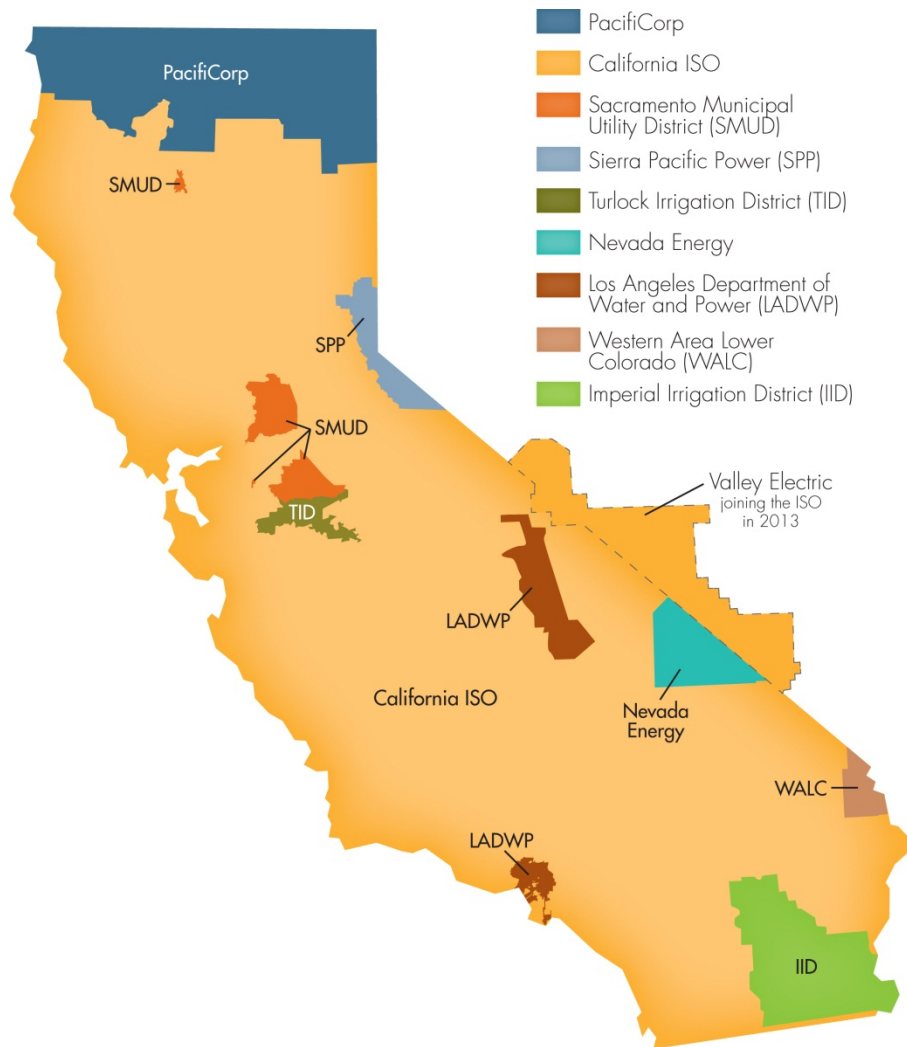 PacifiCorp
California ISO
Sacramento Municipal
Utility District (SMUD)
Sierra Pacific Power (SPP)
Turlock Irrigation District (TID)
Nevada Energy
Los Angeles Department of
Water and Power (LADWP)
Western Area Lower
Colorado (WALC)
Imperial Irrigation District (IID)
PacifiCorp
SMUD
SPP
SMUD
TID
Valley Electric
joining the ISO
in 2013
LADWP
California ISO
Nevada
Energy
WALC
LADWP
IID